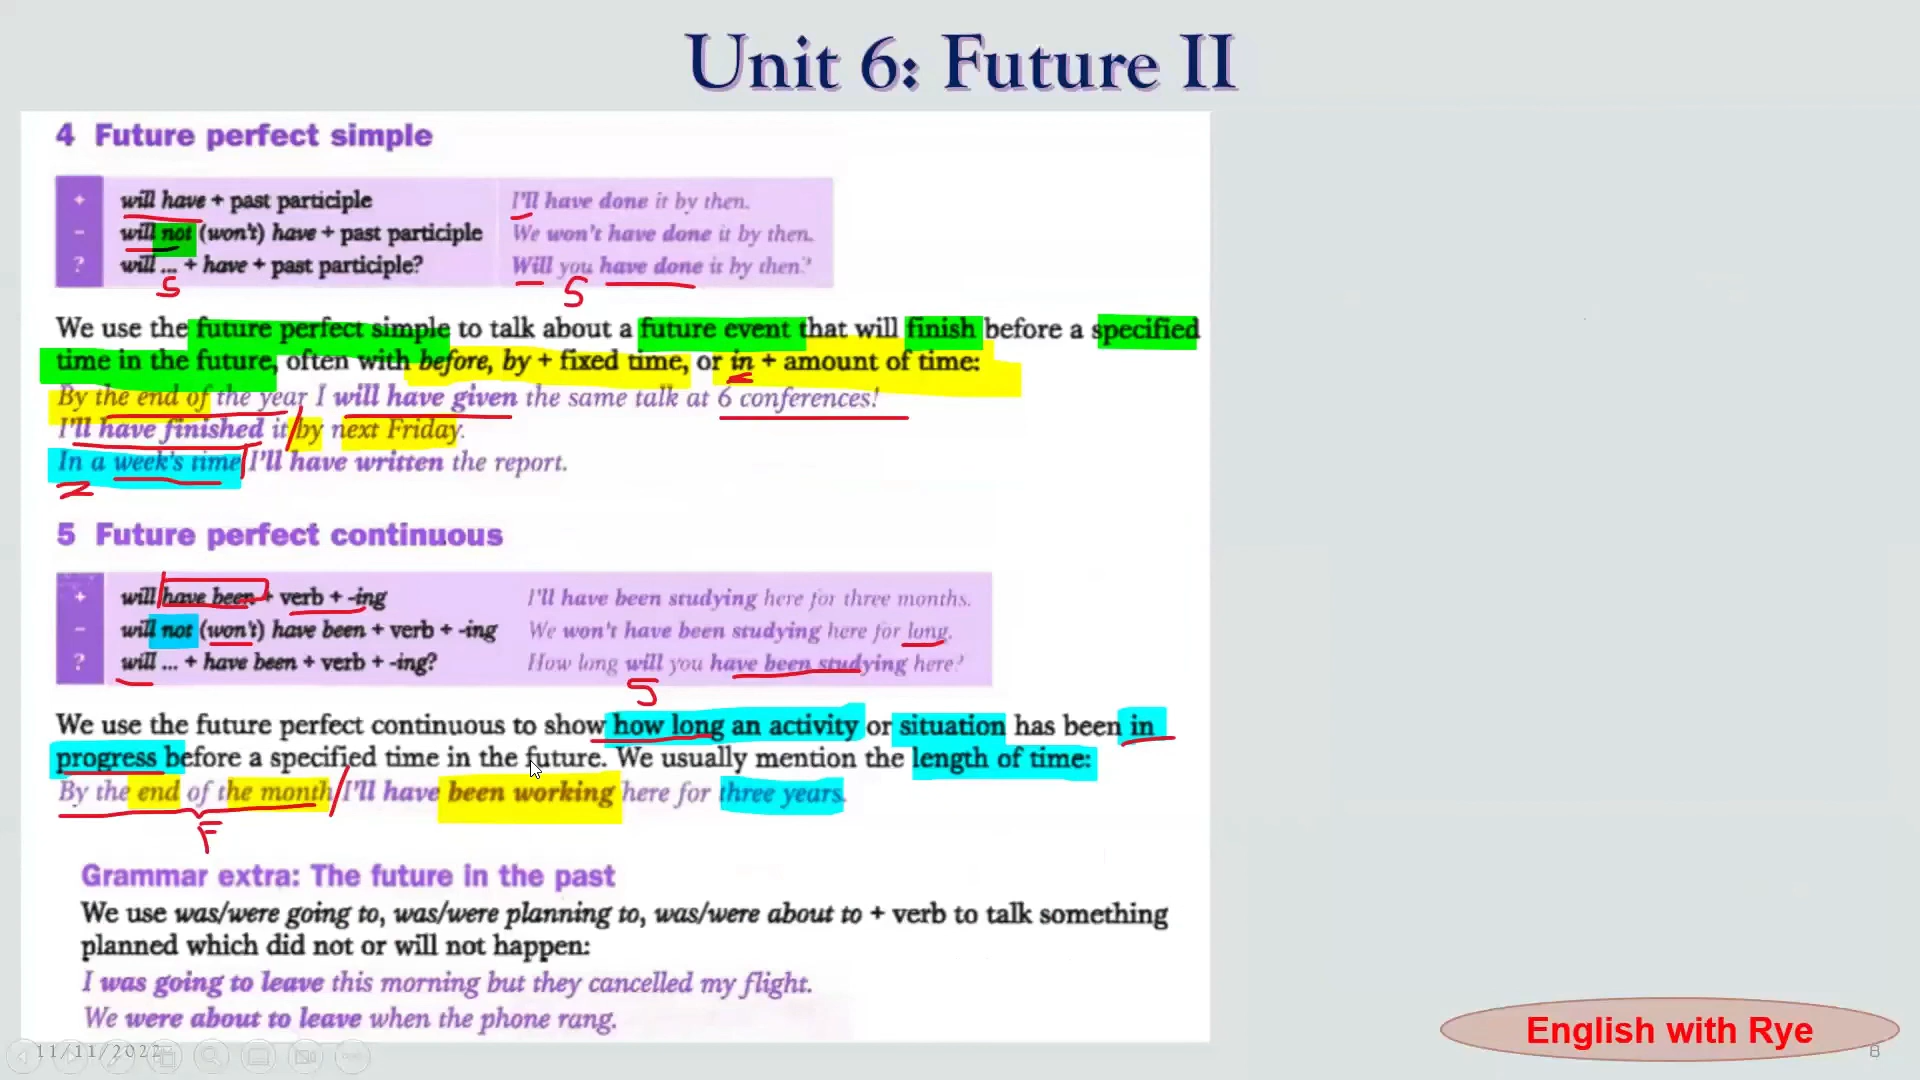 Unit 6: Future II
4 Future perfect simple
+ will have + past participle I'll have done it by then.
- will not (won't) have + past participle We won't have done it by then.
? will ... + have + past participle? Will you have done it by then?
S S
We use the future perfect simple to talk about a future event that will finish before a specified
time in the future, often with before, by + fixed time, or in + amount of time:
By the end of the year I will have given the same talk at 6 conferences!
I'll have finished it by next Friday.
In a week's time I'll have written the report.
5 Future perfect continuous
+ will have been + verb + -ing I'll have been studying here for three months.
- will not (won't) have been + verb + -ing We won't have been studying here for long.
? will ... + have been + verb + -ing? How long will you have been studying here?
S
We use the future perfect continuous to show how long an activity or situation has been in
progress before a specified time in the future. We usually mention the length of time:
By the end of the month I'll have been working here for three years.
F
Grammar extra: The future in the past
We use was/were going to, was/were planning to, was/were about to + verb to talk something
planned which did not or will not happen:
I was going to leave this morning but they cancelled my flight.
We were about to leave when the phone rang.
English with Rye
11/11/2022
8